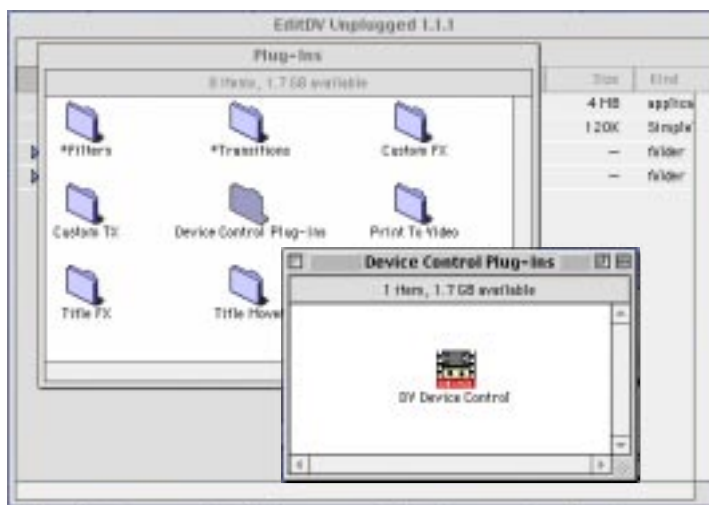 EditDV Unplugged 1.1.1
Plug-Ins
8 items, 1.7 GB available
Size Kind
4 MB applica
120K Simple
— folder
— folder
*Filters *Transitions Custom FX
Custom TX Device Control Plug-Ins Print To Video
Title FX Title Move
Device Control Plug-Ins
1 item, 1.7 GB available
DV Device Control